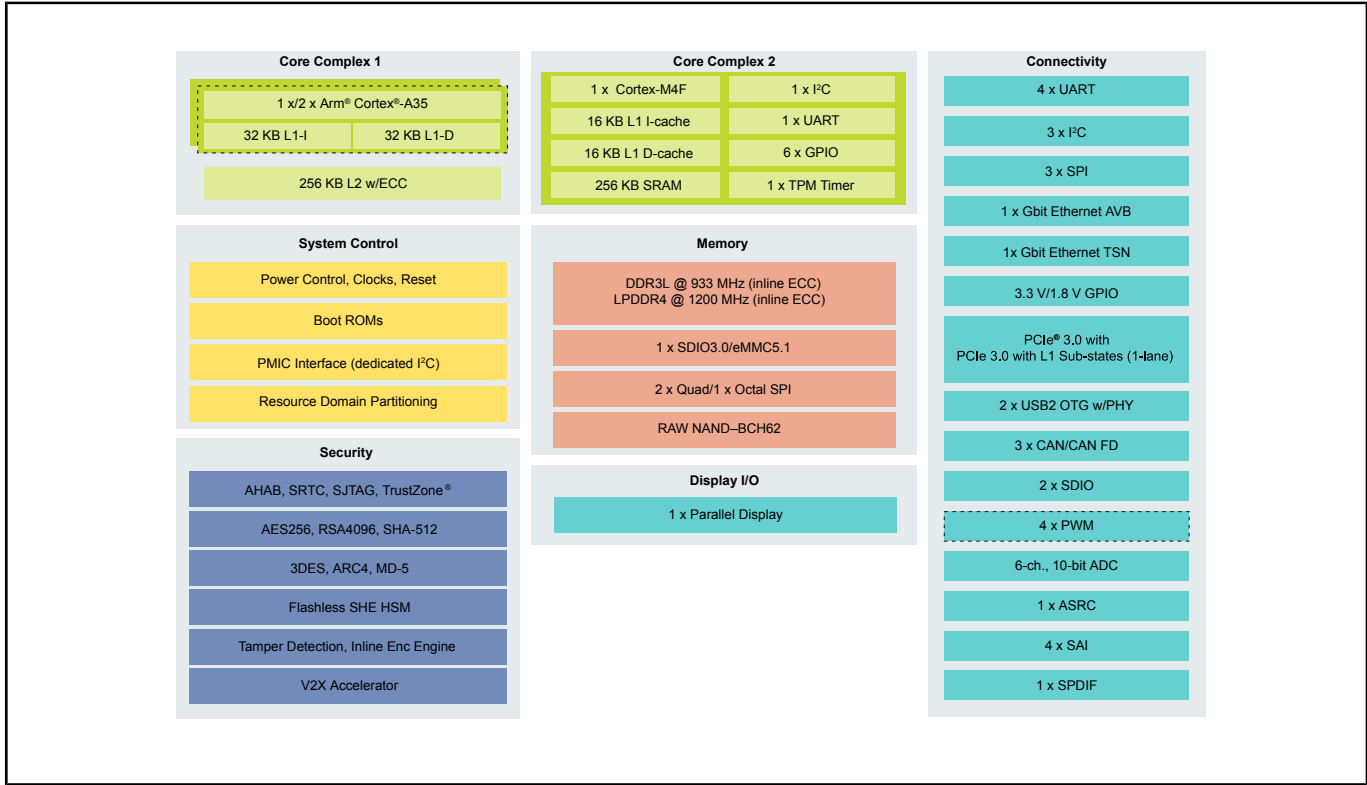 Core Complex 1
1 x/2 x Arm® Cortex®-A35
32 KB L1-I
32 KB L1-D
256 KB L2 w/ECC
System Control
Power Control, Clocks, Reset
Boot ROMs
PMIC Interface (dedicated I²C)
Resource Domain Partitioning
Security
AHAB, SRTC, SJTAG, TrustZone®
AES256, RSA4096, SHA-512
3DES, ARC4, MD-5
Flashless SHE HSM
Tamper Detection, Inline Enc Engine
V2X Accelerator
Core Complex 2
1 x Cortex-M4F
1 x I²C
16 KB L1 I-cache
1 x UART
16 KB L1 D-cache
6 x GPIO
256 KB SRAM
1 x TPM Timer
Memory
DDR3L @ 933 MHz (inline ECC)
LPDDR4 @ 1200 MHz (inline ECC)
1 x SDIO3.0/eMMC5.1
2 x Quad/1 x Octal SPI
RAW NAND–BCH62
Display I/O
1 x Parallel Display
Connectivity
4 x UART
3 x I²C
3 x SPI
1 x Gbit Ethernet AVB
1x Gbit Ethernet TSN
3.3 V/1.8 V GPIO
PCIe® 3.0 with
PCIe 3.0 with L1 Sub-states (1-lane)
2 x USB2 OTG w/PHY
3 x CAN/CAN FD
2 x SDIO
4 x PWM
6-ch., 10-bit ADC
1 x ASRC
4 x SAI
1 x SPDIF